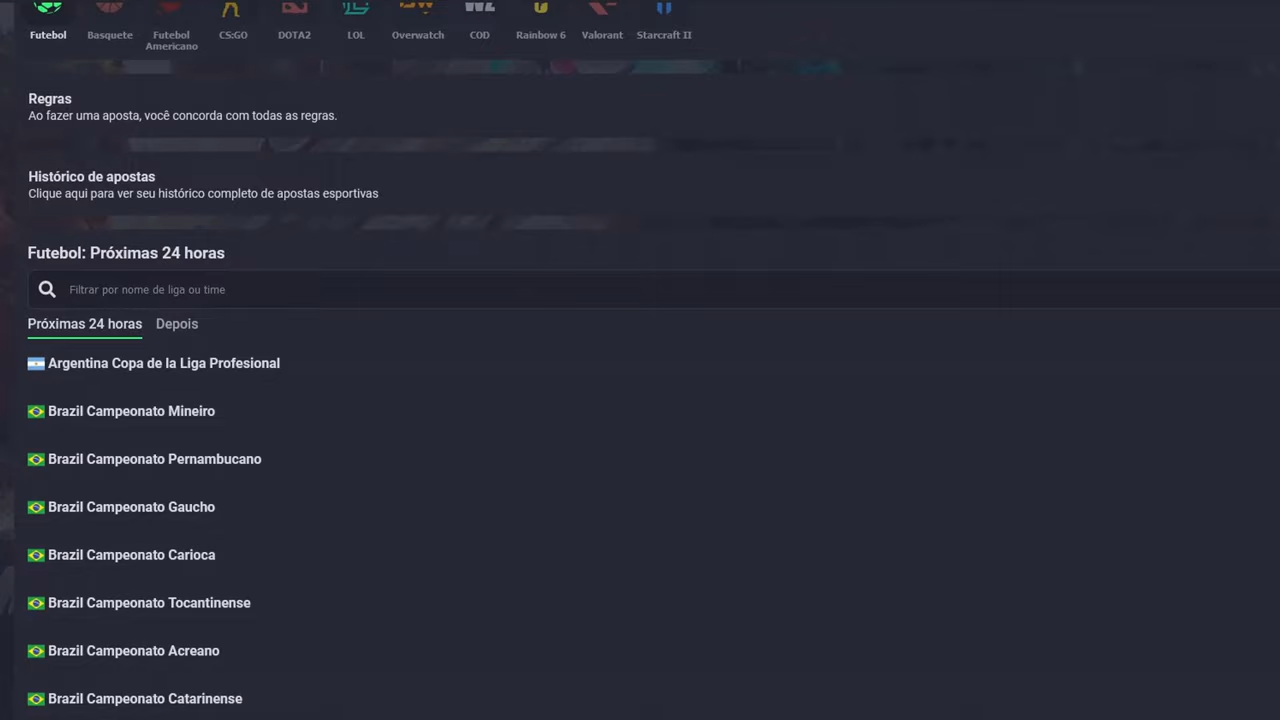 Futebol
Basquete
Futebol
Americano
CS:GO
DOTA2
LOL
Overwatch
COD
Rainbow 6
Valorant
Starcraft II
Regras
Ao fazer uma aposta, você concorda com todas as regras.
Histórico de apostas
Clique aqui para ver seu histórico completo de apostas esportivas
Futebol: Próximas 24 horas
Filtrar por nome de liga ou time
Próximas 24 horas Depois
Argentina Copa de la Liga Profesional
Brazil Campeonato Mineiro
Brazil Campeonato Pernambucano
Brazil Campeonato Gaucho
Brazil Campeonato Carioca
Brazil Campeonato Tocantinense
Brazil Campeonato Acreano
Brazil Campeonato Catarinense